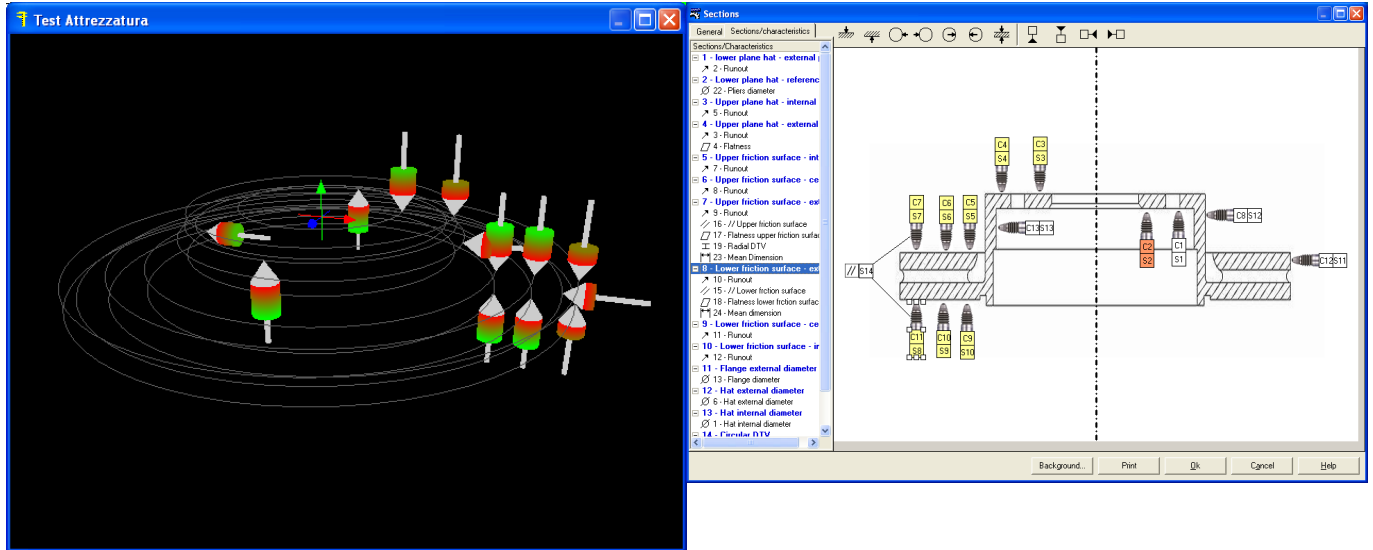 Test Attrezzatura
Sections
General Sections/characteristics
Sections/Characteristics
1 - lower plane hat - external
2 - Runout
2 - Lower plane hat - referenc
22 - Pliers diameter
3 - Upper plane hat - internal
5 - Runout
4 - Upper plane hat - external
3 - Runout
4 - Flatness
5 - Upper friction surface - int
7 - Runout
6 - Upper friction surface - ce
8 - Runout
7 - Upper friction surface - ext
9 - Runout
16 - // Upper friction surface
17 - Flatness upper friction surfac
19 - Radial DTV
23 - Mean Dimension
8 - Lower friction surface - ext
10 - Runout
15 - // Lower friction surface
18 - Flatness lower friction surfac
24 - Mean dimension
9 - Lower friction surface - ce
11 - Runout
10 - Lower friction surface - ir
12 - Runout
11 - Flange external diameter
13 - Flange diameter
12 - Hat external diameter
6 - Hat external diameter
13 - Hat internal diameter
1 - Hat internal diameter
14 - Circular DTV
C4 C3
S4 S3
C7 C6 C5
S7 S6 S5
C13 S13
C8 S12
C2 C1
S2 S1
// S14
C12 S11
C11 C10 C9
S8 S9 S10
Background... Print Ok Cancel Help